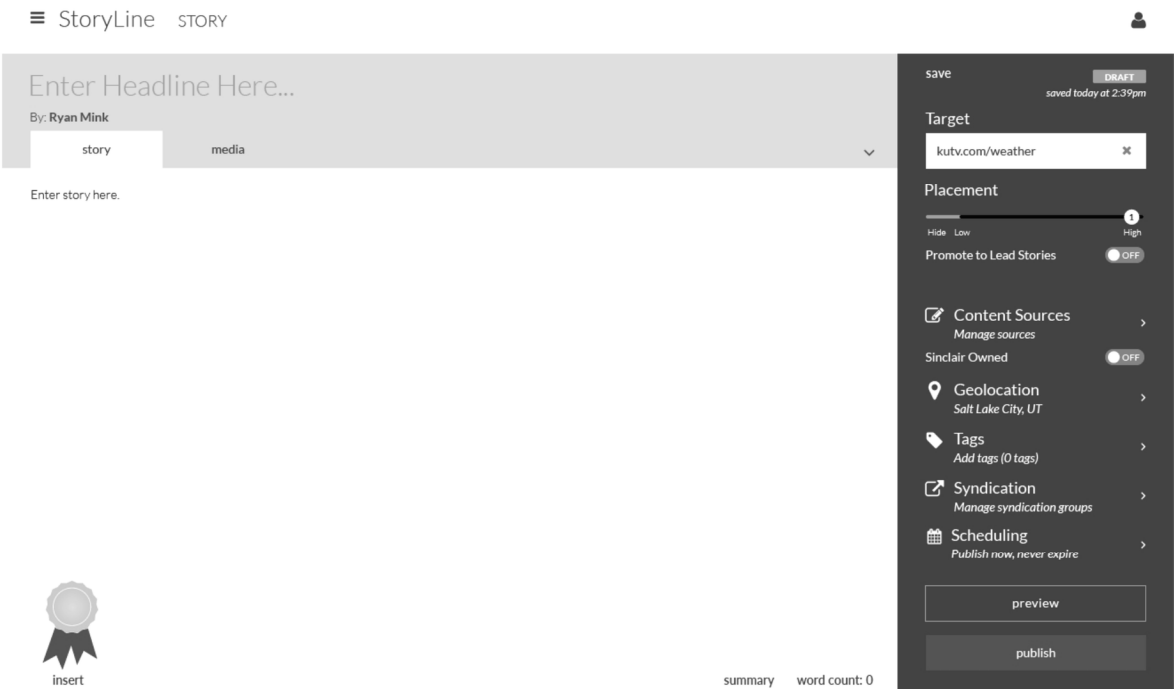 StoryLine STORY
Enter Headline Here...
By: Ryan Mink
story media
Enter story here.
insert
summary word count: 0
save DRAFT
saved today at 2:39pm
Target
kutv.com/weather
Placement
1
Hide Low High
Promote to Lead Stories OFF
Content Sources
Manage sources
Sinclair Owned OFF
Geolocation
Salt Lake City, UT
Tags
Add tags (0 tags)
Syndication
Manage syndication groups
Scheduling
Publish now, never expire
preview
publish